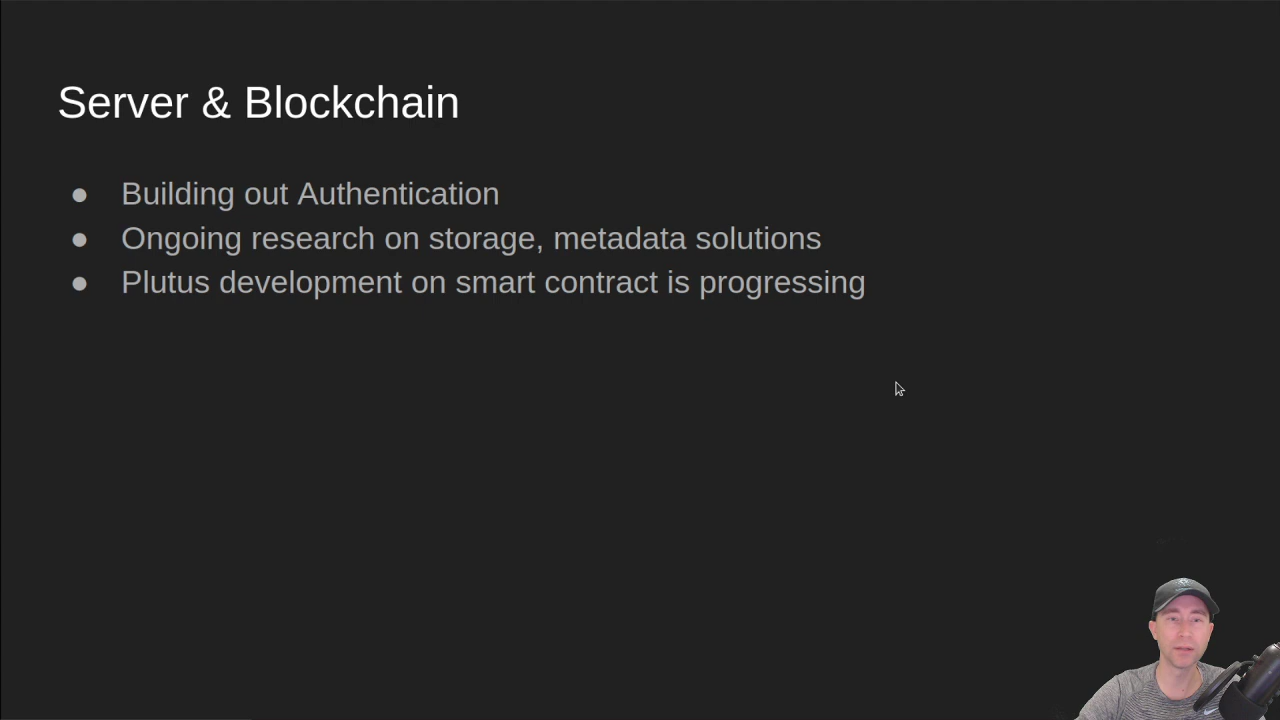 Server & Blockchain
● Building out Authentication
● Ongoing research on storage, metadata solutions
● Plutus development on smart contract is progressing